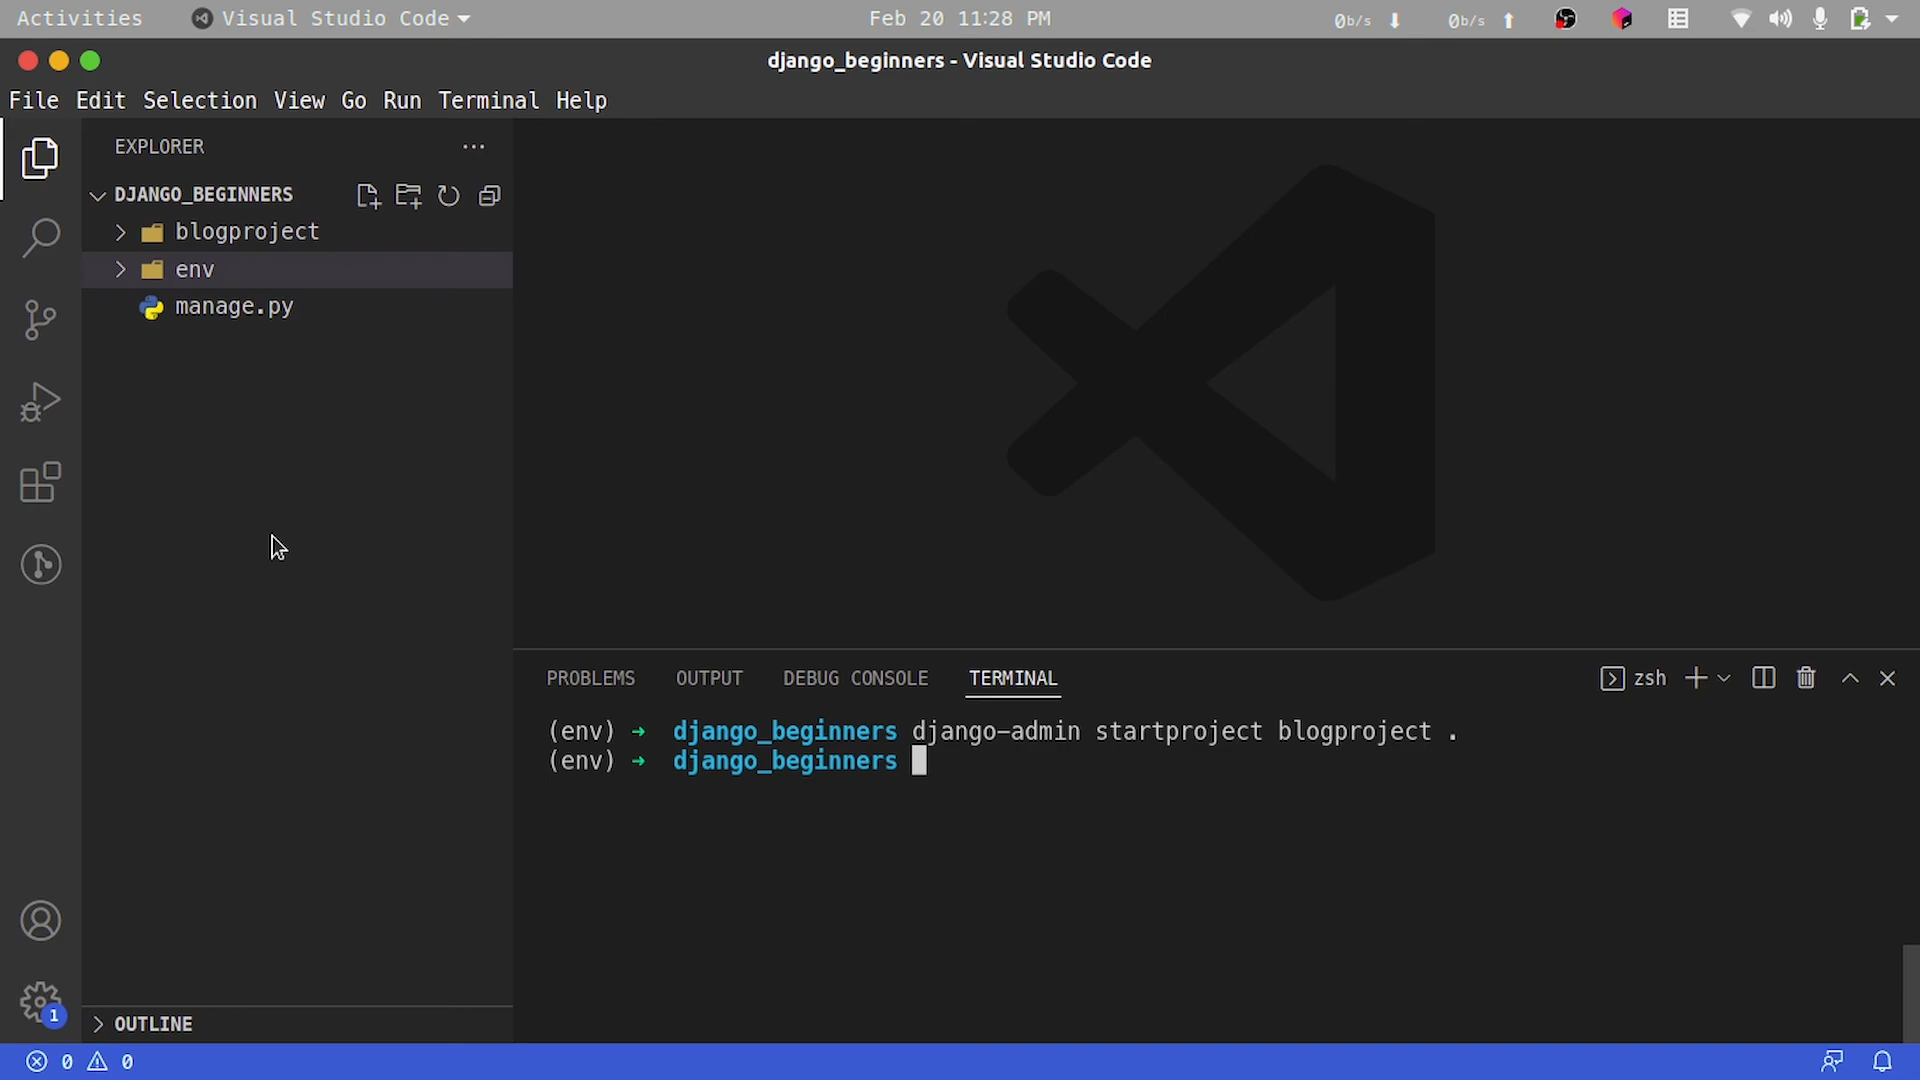 Activities Visual Studio Code Feb 20 11:28 PM 0b/s 0b/s
django_beginners - Visual Studio Code
File Edit Selection View Go Run Terminal Help
EXPLORER
DJANGO_BEGINNERS
blogproject
env
manage.py
PROBLEMS OUTPUT DEBUG CONSOLE TERMINAL zsh
(env) ➜ django_beginners django-admin startproject blogproject .
(env) ➜ django_beginners
1
OUTLINE
0 0